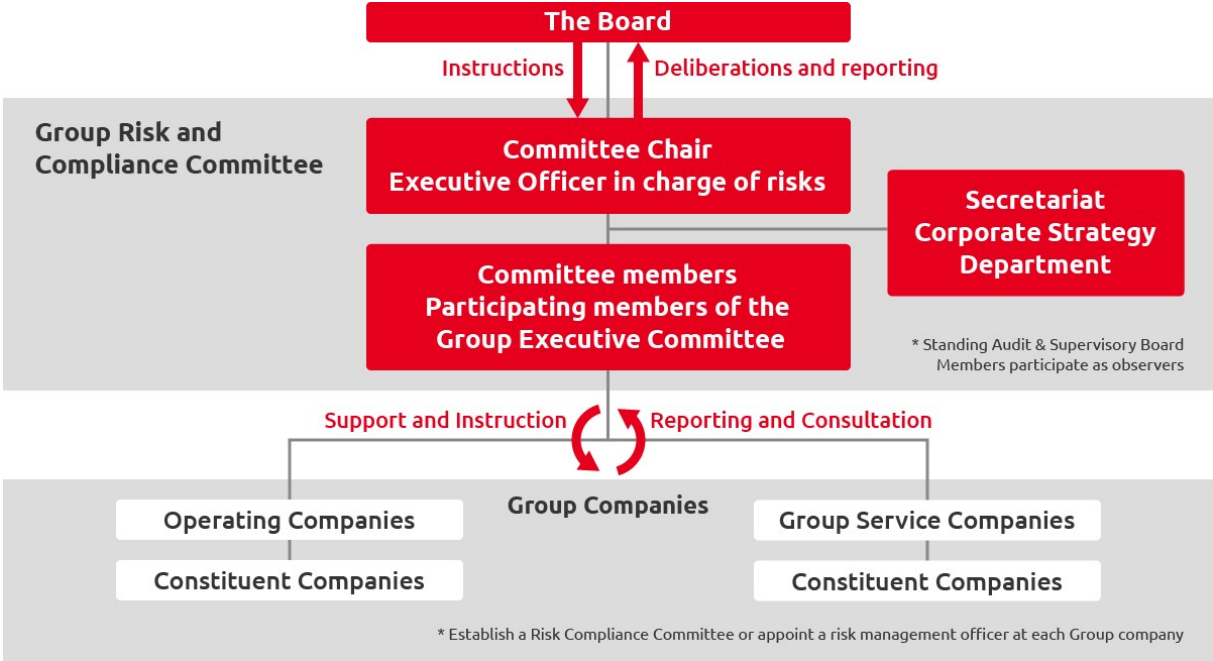 The Board
Instructions
Deliberations and reporting
Group Risk and
Compliance Committee
Committee Chair
Executive Officer in charge of risks
Secretariat
Corporate Strategy
Department
Committee members
Participating members of the
Group Executive Committee
* Standing Audit & Supervisory Board
Members participate as observers
Support and Instruction
Reporting and Consultation
Group Companies
Operating Companies
Constituent Companies
Group Service Companies
Constituent Companies
* Establish a Risk Compliance Committee or appoint a risk management officer at each Group company